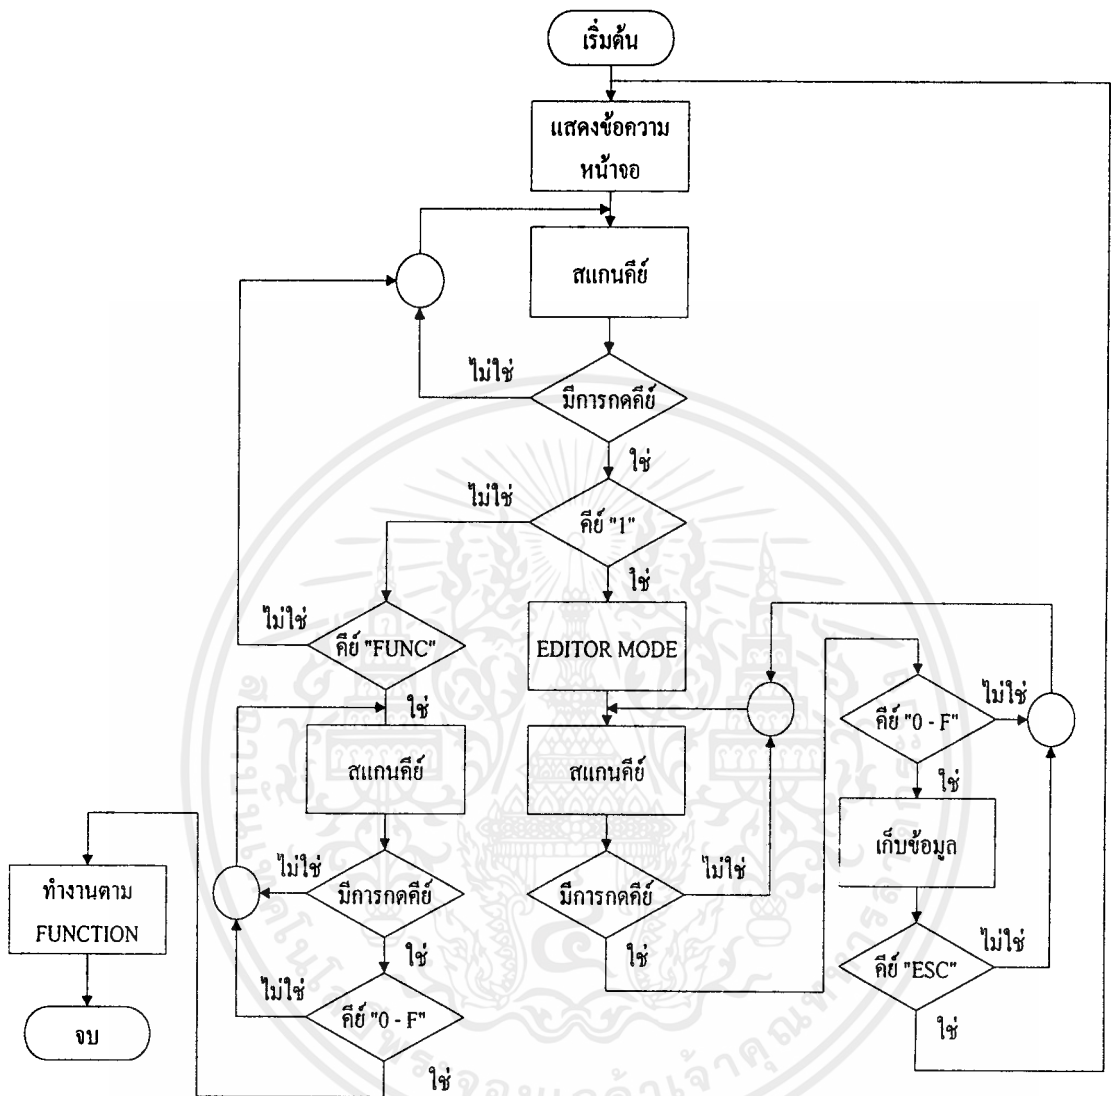 เริ่มต้น
แสดงข้อความ
หน้าจอ
สแกนคีย์
ไม่ใช่
มีการกดคีย์
ใช่
ไม่ใช่
คีย์ "1"
ใช่
ไม่ใช่
คีย์ "FUNC"
ใช่
EDITOR MODE
คีย์ "0 - F"
ไม่ใช่
ใช่
สแกนคีย์
สแกนคีย์
เก็บข้อมูล
ทำงานตาม
FUNCTION
ไม่ใช่
มีการกดคีย์
ใช่
มีการกดคีย์
ไม่ใช่
ใช่
คีย์ "ESC"
ไม่ใช่
ใช่
จบ
ไม่ใช่
คีย์ "0 - F"
ใช่